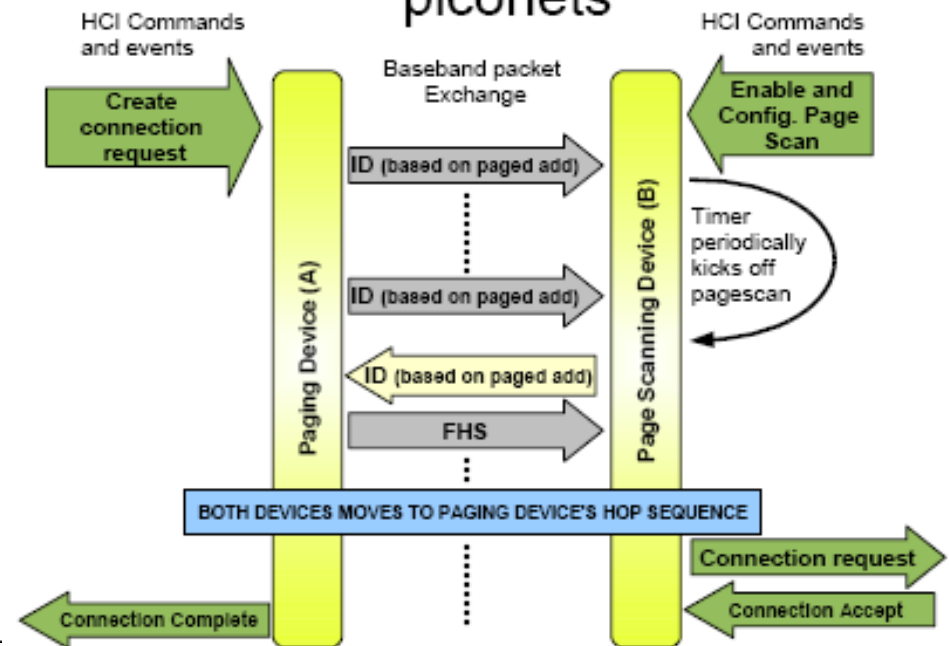 piconets
HCI Commands
and events
HCI Commands
and events
Baseband packet
Exchange
Create
connection
request
Enable and
Config. Page
Scan
ID (based on paged add)
Timer
periodically
kicks off
pagescan
Paging Device (A)
Page Scanning Device (B)
ID (based on paged add)
ID (based on paged add)
FHS
BOTH DEVICES MOVES TO PAGING DEVICE'S HOP SEQUENCE
Connection request
Connection Complete
Connection Accept